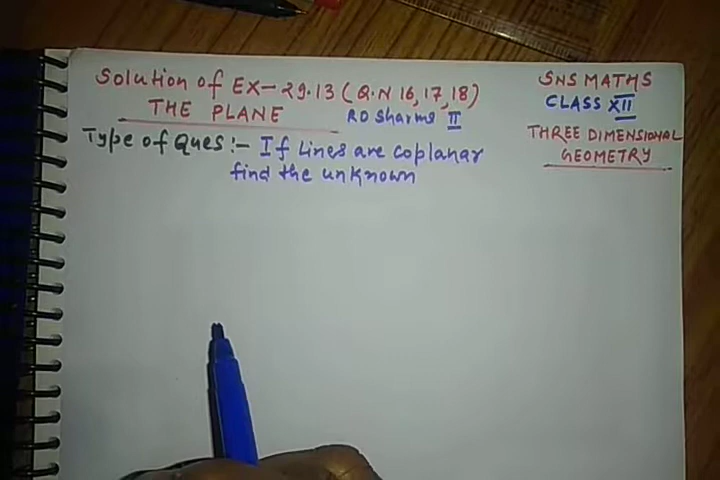 Solution of EX-29.13 (Q.N 16,17,18)
THE PLANE
RD Sharma II
SNS MATHS
CLASS XII
THREE DIMENSIONAL
GEOMETRY
Type of Ques:- If Lines are coplanar
find the unknown